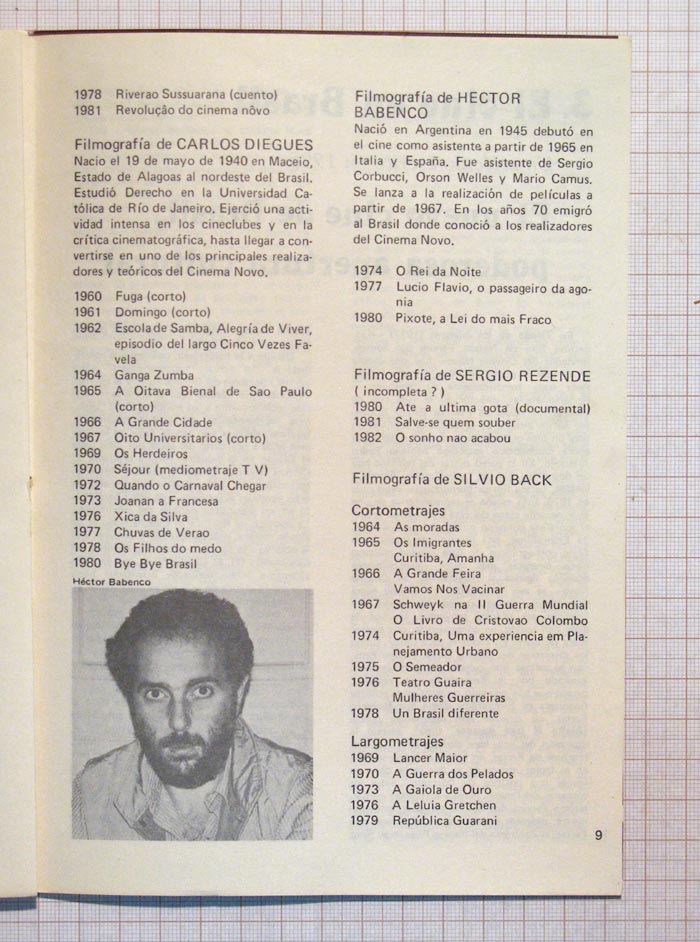 1978 Riverao Sussuarana (cuento)
1981 Revolução do cinema nôvo
Filmografía de CARLOS DIEGUES
Nacio el 19 de mayo de 1940 en Maceio,
Estado de Alagoas al nordeste del Brasil.
Estudió Derecho en la Universidad Ca-
tólica de Río de Janeiro. Ejerció una acti-
vidad intensa en los cineclubes y en la
crítica cinematográfica, hasta llegar a con-
vertirse en uno de los principales realiza-
dores y teóricos del Cinema Novo.
1960 Fuga (corto)
1961 Domingo (corto)
1962 Escola de Samba, Alegría de Viver,
episodio del largo Cinco Vezes Fa-
vela
1964 Ganga Zumba
1965 A Oitava Bienal de Sao Paulo
(corto)
1966 A Grande Cidade
1967 Oito Universitarios (corto)
1969 Os Herdeiros
1970 Séjour (mediometraje T V)
1972 Quando o Carnaval Chegar
1973 Joanan a Francesa
1976 Xica da Silva
1977 Chuvas de Verao
1978 Os Filhos do medo
1980 Bye Bye Brasil
Héctor Babenco
Filmografía de HECTOR
BABENCO
Nació en Argentina en 1945 debutó en
el cine como asistente a partir de 1965 en
Italia y España. Fue asistente de Sergio
Corbucci, Orson Welles y Mario Camus.
Se lanza a la realización de películas a
partir de 1967. En los años 70 emigró
al Brasil donde conoció a los realizadores
del Cinema Novo.
1974 O Rei da Noite
1977 Lucio Flavio, o passageiro da ago-
nia
1980 Pixote, a Lei do mais Fraco
Filmografía de SERGIO REZENDE
( incompleta ? )
1980 Ate a ultima gota (documental)
1981 Salve-se quem souber
1982 O sonho nao acabou
Filmografía de SILVIO BACK
Cortometrajes
1964 As moradas
1965 Os Imigrantes
Curitiba, Amanha
1966 A Grande Feira
Vamos Nos Vacinar
1967 Schweyk na II Guerra Mundial
O Livro de Cristovao Colombo
1974 Curitiba, Uma experiencia em Pla-
nejamento Urbano
1975 O Semeador
1976 Teatro Guaira
Mulheres Guerreiras
1978 Un Brasil diferente
Largometrajes
1969 Lancer Maior
1970 A Guerra dos Pelados
1973 A Gaiola de Ouro
1976 A Leluia Gretchen
1979 República Guarani
9